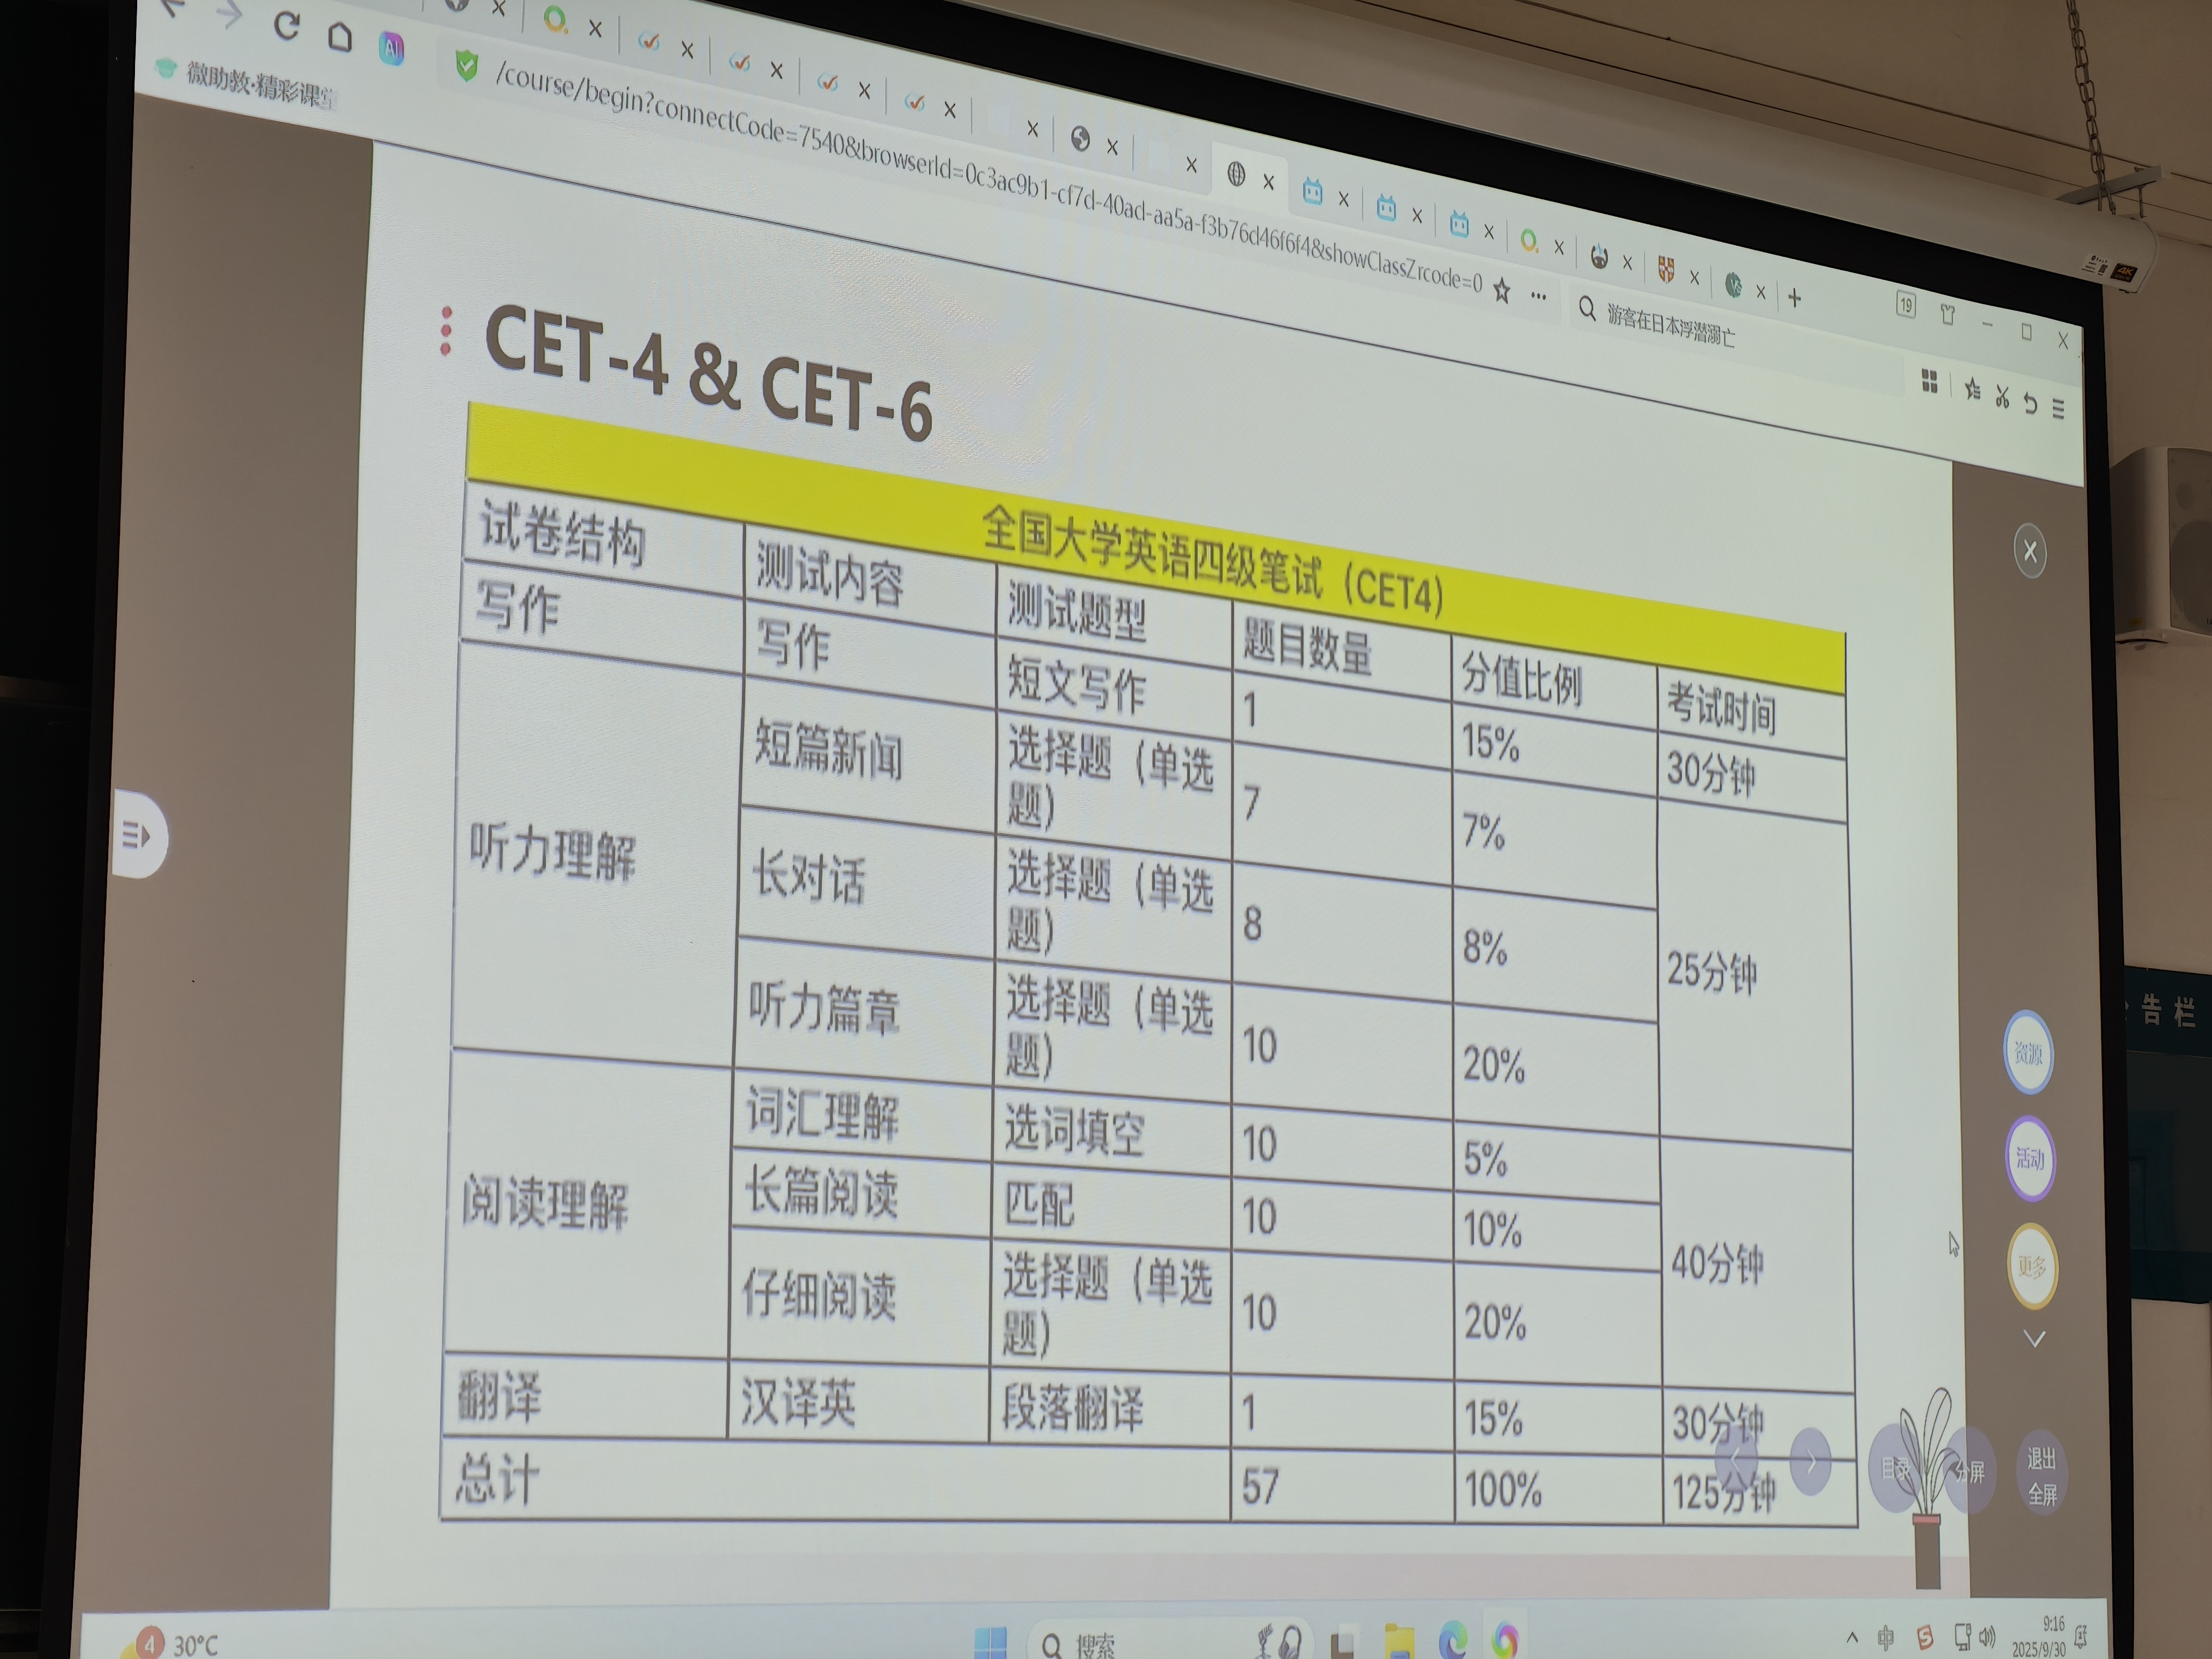 微助教·精彩课堂
/course/begin?connectCode=7540&browserId=0c3ac9b1-cf7d-40ad-aa5a-f3b76d46f6f4&showClassZrcode=0
游客在日本浮潜溺亡
19
AI
4K
CET-4 & CET-6
全国大学英语四级笔试（CET4）
试卷结构 测试内容 测试题型 题目数量 分值比例 考试时间
写作 写作 短文写作 1 15% 30分钟
听力理解 短篇新闻 选择题（单选题） 7 7% 25分钟
长对话 选择题（单选题） 8 8%
听力篇章 选择题（单选题） 10 20%
阅读理解 词汇理解 选词填空 10 5% 40分钟
长篇阅读 匹配 10 10%
仔细阅读 选择题（单选题） 10 20%
翻译 汉译英 段落翻译 1 15% 30分钟
总计 57 100% 125分钟
资源
活动
更多
目录
分屏
退出
全屏
告栏
4
30°C
搜索
中
9:16
2025/9/30